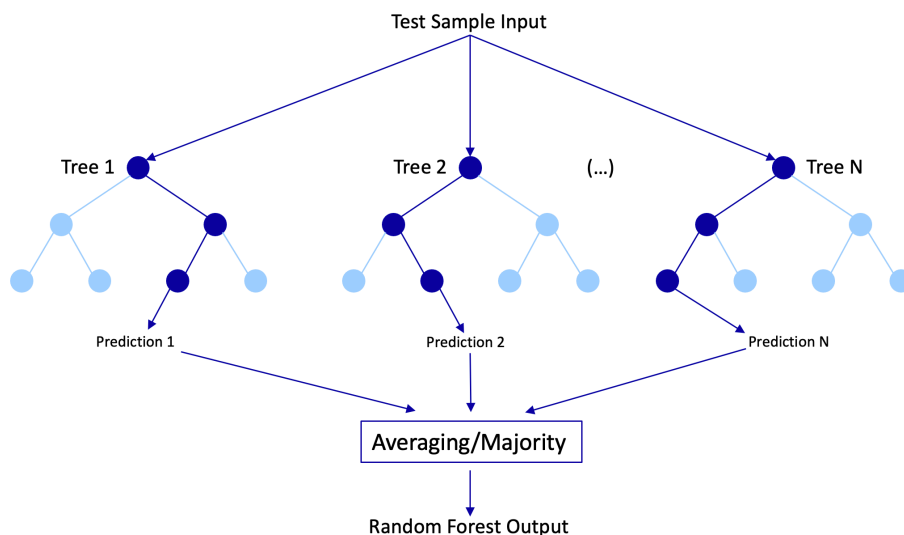 Test Sample Input
Tree 1
Tree 2
(...)
Tree N
Prediction 1
Prediction 2
Prediction N
Averaging/Majority
Random Forest Output